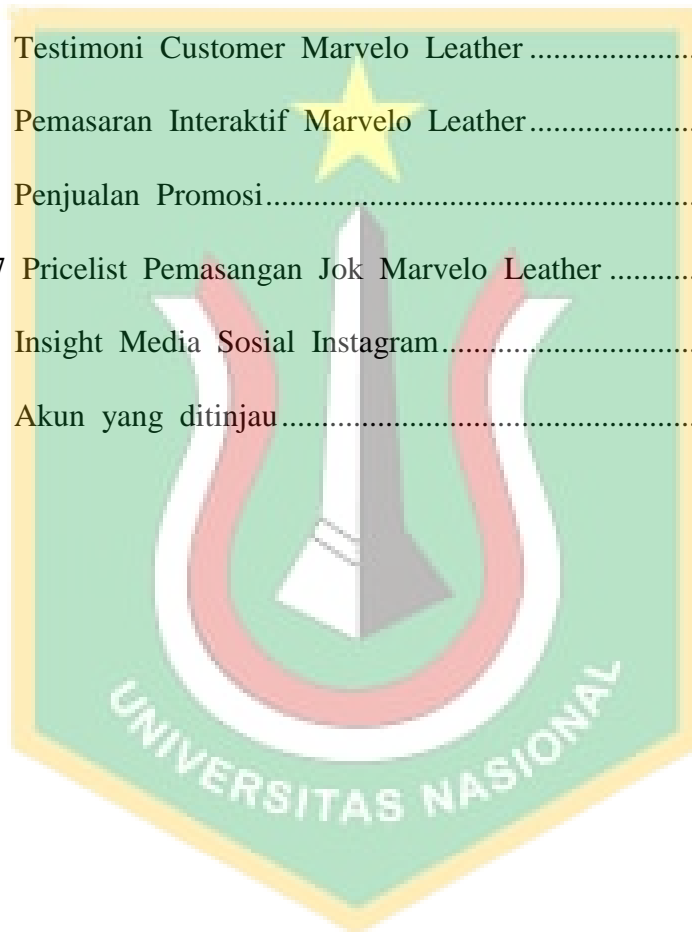 Testimoni Customer Marvelo Leather ....................
Pemasaran Interaktif Marvelo Leather....................
Penjualan Promosi.....................................................
7 Pricelist Pemasangan Jok Marvelo Leather ..........
Insight Media Sosial Instagram...............................
Akun yang ditinjau...................................................
UNIVERSITAS NASIONAL